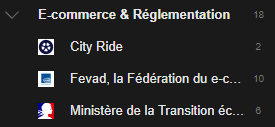 E-commerce & Réglementation 18
City Ride 2
Fevad, la Fédération du e-c... 10
Ministère de la Transition éc... 6